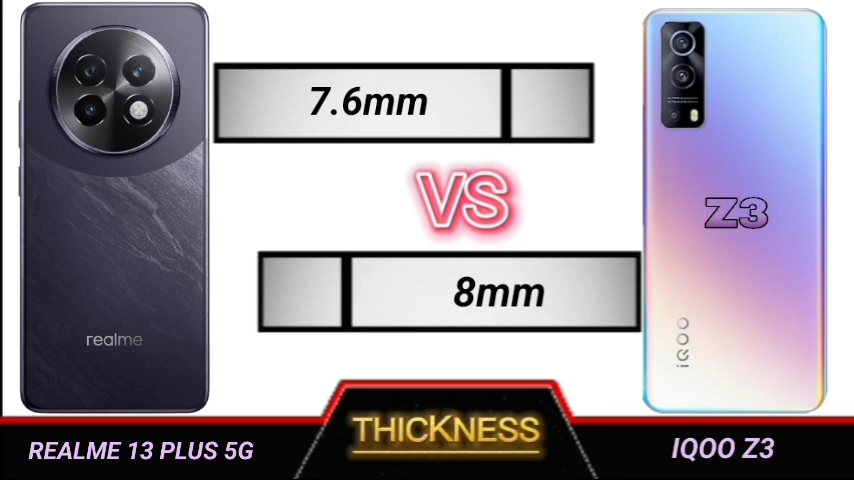 7.6mm
VS
8mm
Z3
realme
iQOO
THICKNESS
REALME 13 PLUS 5G
IQOO Z3